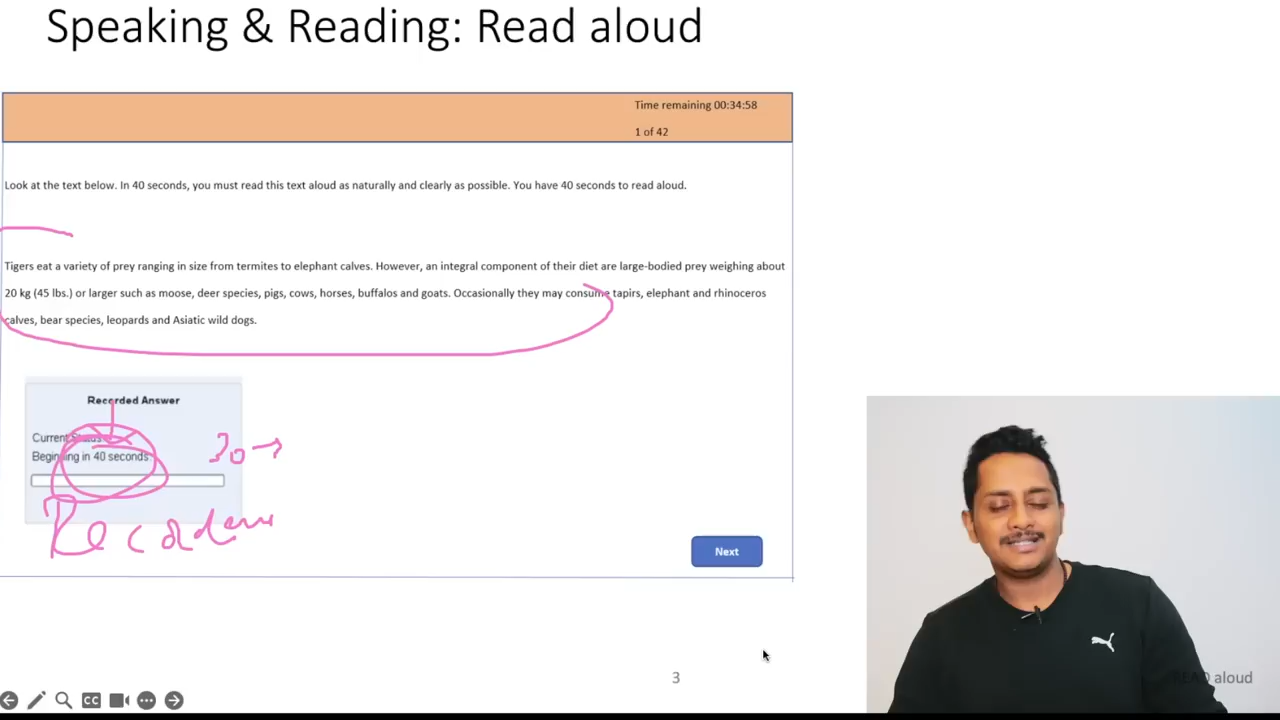 Speaking & Reading: Read aloud
Time remaining 00:34:58
1 of 42
Look at the text below. In 40 seconds, you must read this text aloud as naturally and clearly as possible. You have 40 seconds to read aloud.
Tigers eat a variety of prey ranging in size from termites to elephant calves. However, an integral component of their diet are large-bodied prey weighing about
20 kg (45 lbs.) or larger such as moose, deer species, pigs, cows, horses, buffalos and goats. Occasionally they may consume tapirs, elephant and rhinoceros
calves, bear species, leopards and Asiatic wild dogs.
Recorded Answer
Current Status:
Beginning in 40 seconds.
30 →
Next
3
aloud
CC